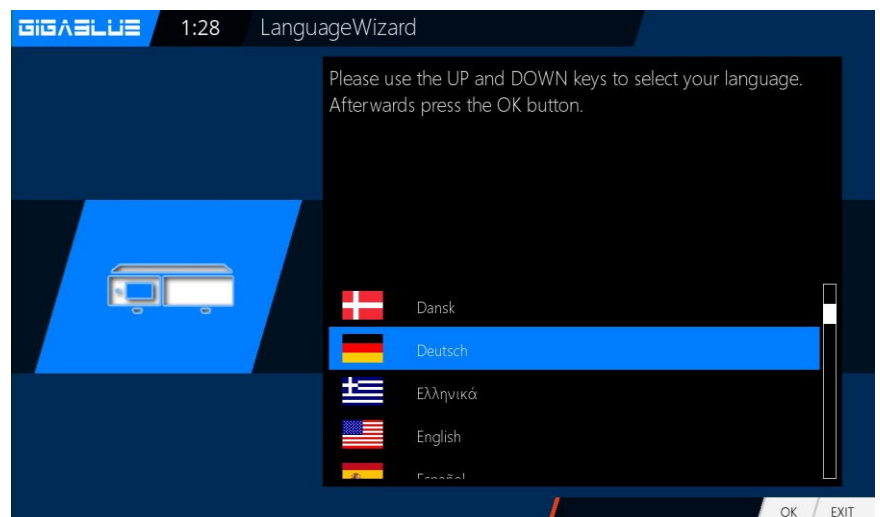 GIGABLUE 1:28 LanguageWizard
Please use the UP and DOWN keys to select your language.
Afterwards press the OK button.
Dansk
Deutsch
Ελληνικά
English
Español
OK EXIT